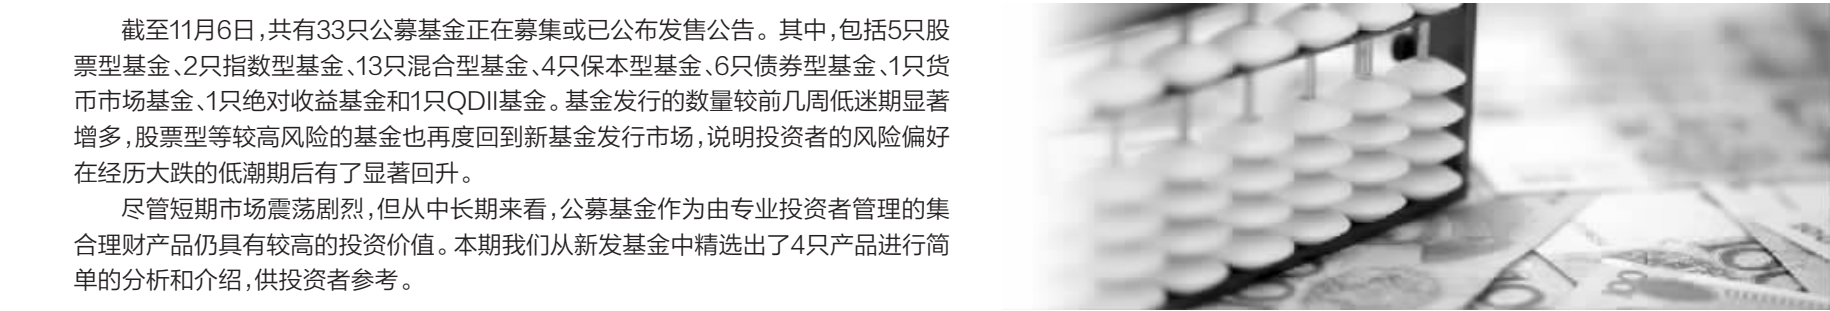 截至11月6日,共有33只公募基金正在募集或已公布发售公告。其中,包括5只股
票型基金、2只指数型基金、13只混合型基金、4只保本型基金、6只债券型基金、1只货
币市场基金、1只绝对收益基金和1只QDII基金。基金发行的数量较前几周低迷期显著
增多,股票型等较高风险的基金也再度回到新基金发行市场,说明投资者的风险偏好
在经历大跌的低潮期后有了显著回升。
尽管短期市场震荡剧烈,但从中长期来看,公募基金作为由专业投资者管理的集
合理财产品仍具有较高的投资价值。本期我们从新发基金中精选出了4只产品进行简
单的分析和介绍,供投资者参考。